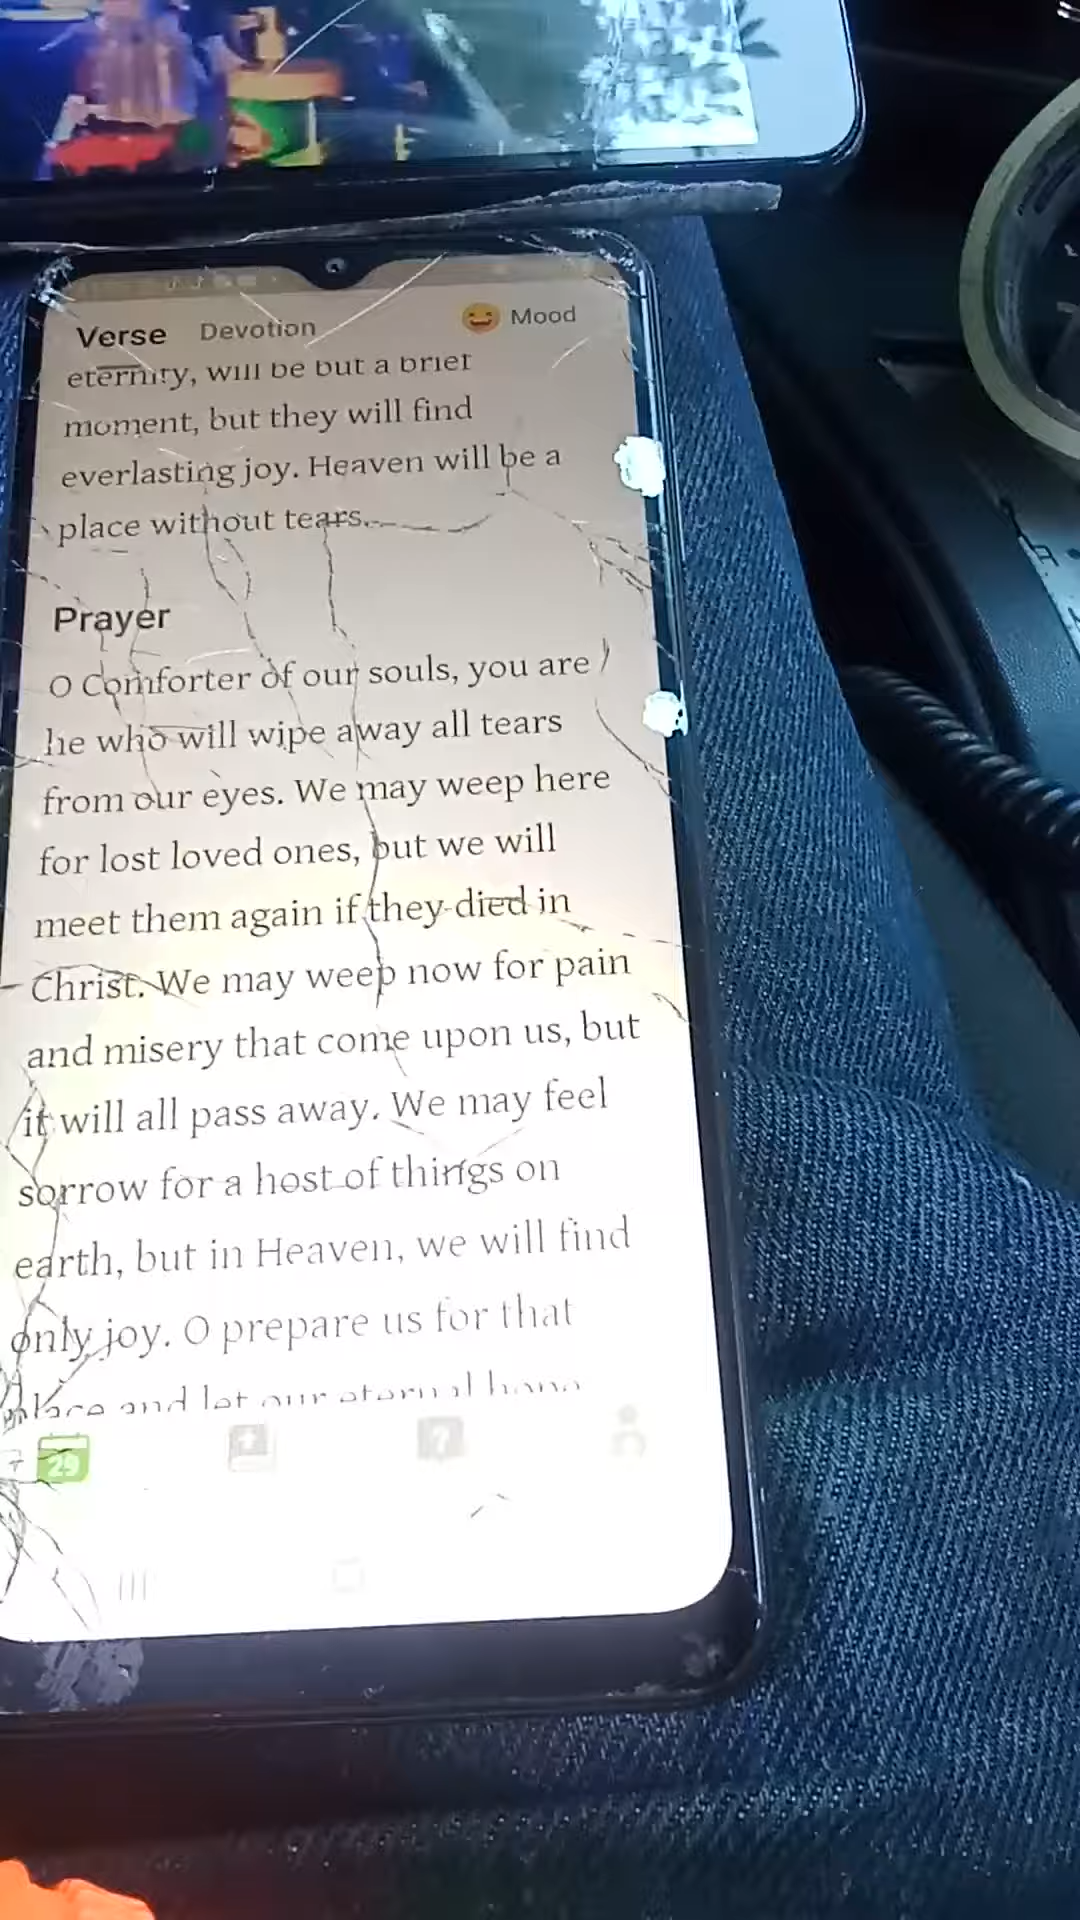 Verse Devotion Mood
eternity, will be but a brief
moment, but they will find
everlasting joy. Heaven will be a
place without tears.
Prayer
O Comforter of our souls, you are
he who will wipe away all tears
from our eyes. We may weep here
for lost loved ones, but we will
meet them again if they died in
Christ. We may weep now for pain
and misery that come upon us, but
it will all pass away. We may feel
sorrow for a host of things on
earth, but in Heaven, we will find
only joy. O prepare us for that
place and let our eternal
29